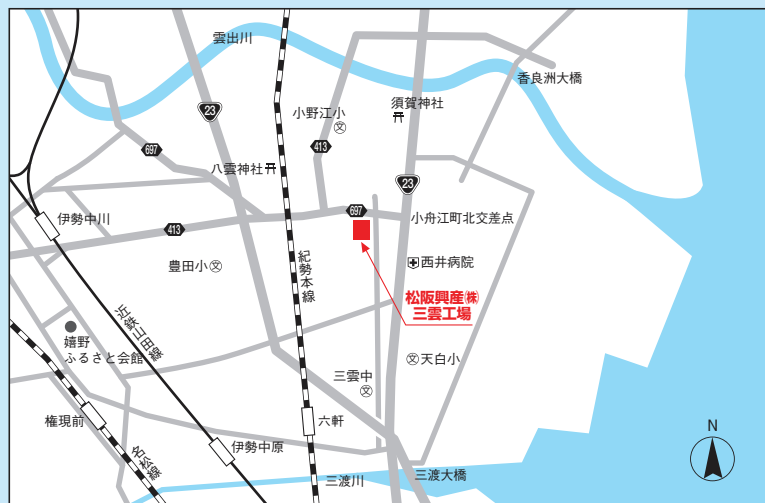 雲出川
香良洲大橋
須賀神社
小野江小
文
23
413
697
八雲神社
23
697
伊勢中川
413
小舟江町北交差点
豊田小
文
紀勢本線
西井病院
松阪興産㈱
三雲工場
近鉄山田線
嬉野
ふるさと会館
文
天白小
三雲中
文
権現前
六軒
名松線
伊勢中原
三渡川
三渡大橋
N